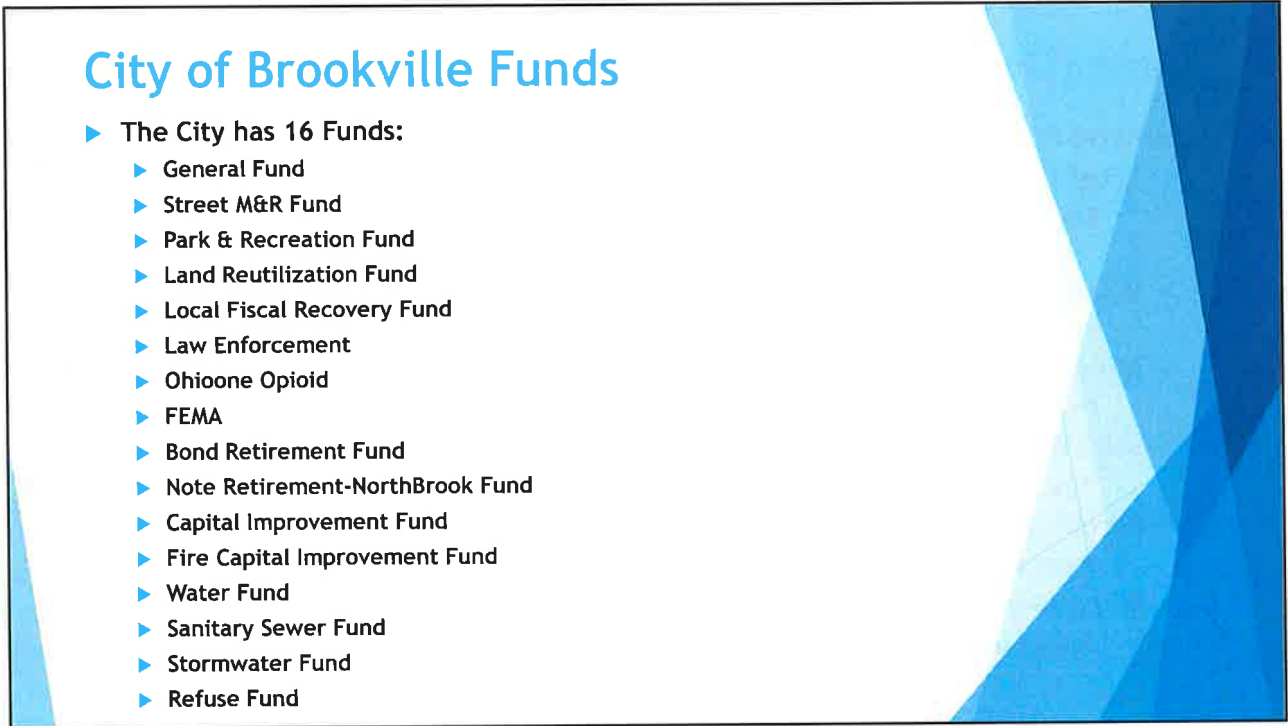 City of Brookville Funds
The City has 16 Funds:
General Fund
Street M&R Fund
Park & Recreation Fund
Land Reutilization Fund
Local Fiscal Recovery Fund
Law Enforcement
Ohioone Opioid
FEMA
Bond Retirement Fund
Note Retirement-NorthBrook Fund
Capital Improvement Fund
Fire Capital Improvement Fund
Water Fund
Sanitary Sewer Fund
Stormwater Fund
Refuse Fund